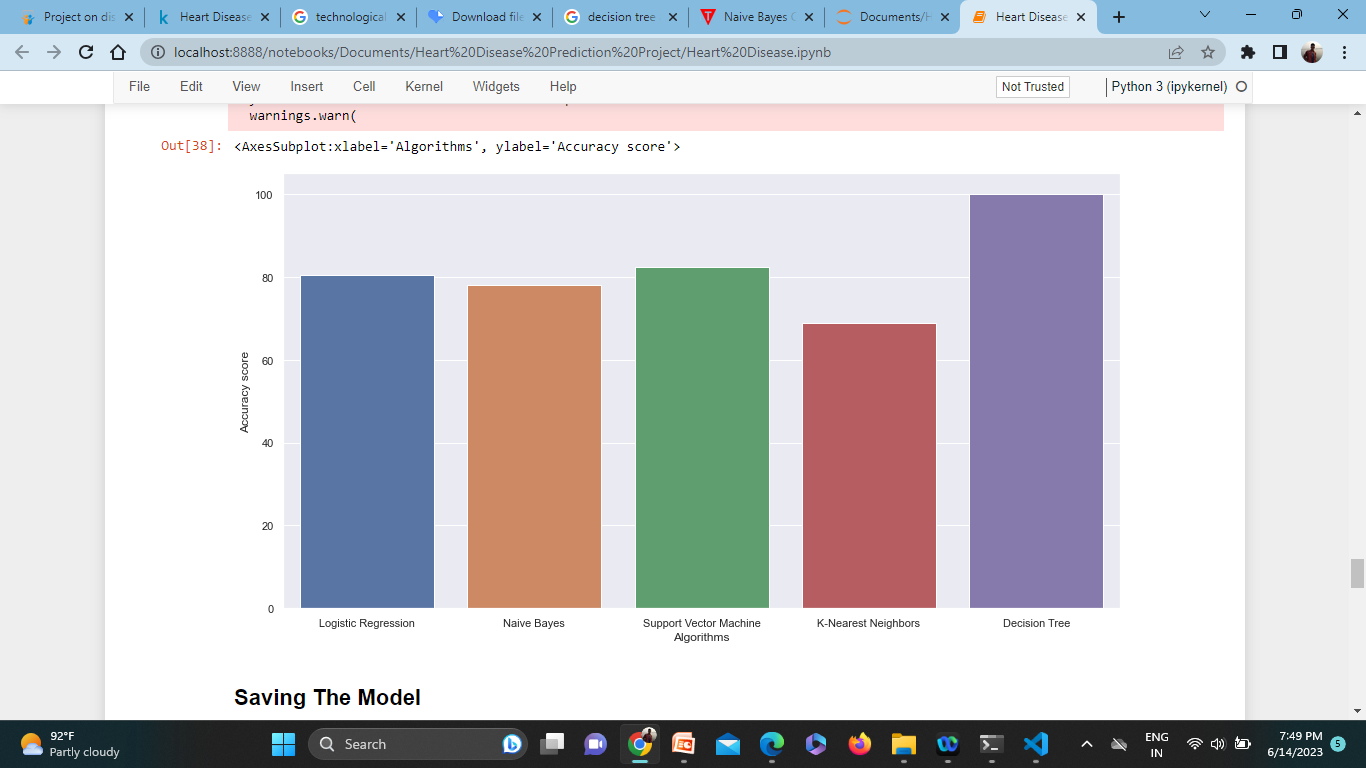 Project on dis
Heart Disease
technological
Download file
decision tree
Naive Bayes C
Documents/H
Heart Disease
localhost:8888/notebooks/Documents/Heart%20Disease%20Prediction%20Project/Heart%20Disease.ipynb
File Edit View Insert Cell Kernel Widgets Help
Not Trusted
Python 3 (ipykernel)
warnings.warn(
Out[38]: <AxesSubplot:xlabel='Algorithms', ylabel='Accuracy score'>
100
80
60
40
20
0
Accuracy score
Logistic Regression
Naive Bayes
Support Vector Machine
K-Nearest Neighbors
Decision Tree
Algorithms
Saving The Model
92°F
Partly cloudy
Search
ENG
IN
7:49 PM
6/14/2023
5